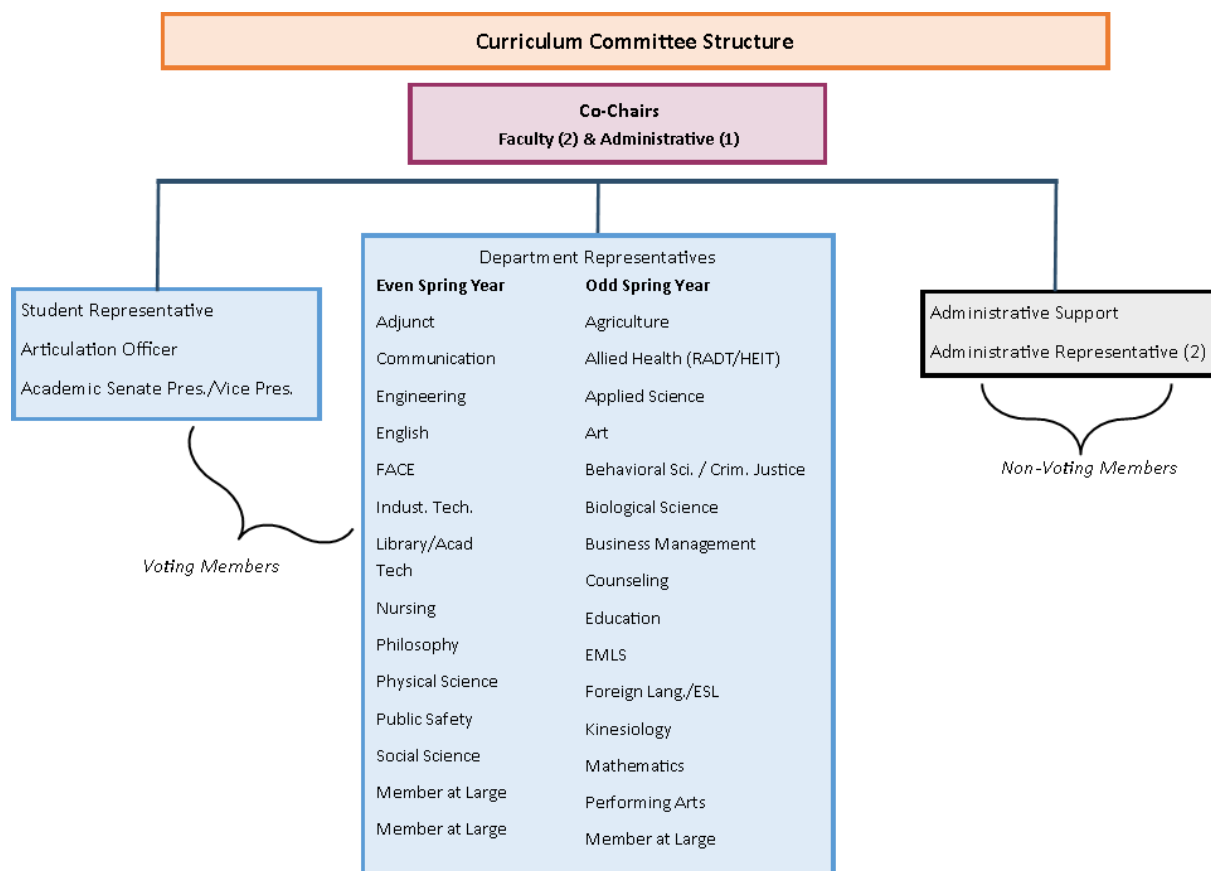 Curriculum Committee Structure
Co-Chairs
Faculty (2) & Administrative (1)
Student Representative
Articulation Officer
Academic Senate Pres./Vice Pres.
Voting Members
Department Representatives
Even Spring Year
Adjunct
Communication
Engineering
English
FACE
Indust. Tech.
Library/Acad
Tech
Nursing
Philosophy
Physical Science
Public Safety
Social Science
Member at Large
Member at Large
Odd Spring Year
Agriculture
Allied Health (RADT/HEIT)
Applied Science
Art
Behavioral Sci. / Crim. Justice
Biological Science
Business Management
Counseling
Education
EMLS
Foreign Lang./ESL
Kinesiology
Mathematics
Performing Arts
Member at Large
Administrative Support
Administrative Representative (2)
Non-Voting Members